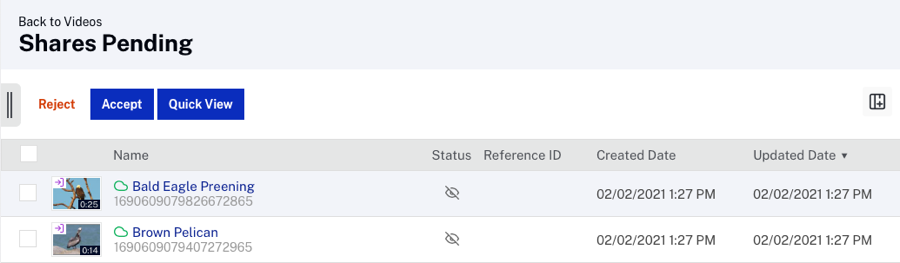 Back to Videos
Shares Pending
Reject Accept Quick View
Name Status Reference ID Created Date Updated Date ▼
0:25 Bald Eagle Preening
1690609079826672865 02/02/2021 1:27 PM 02/02/2021 1:27 PM
0:14 Brown Pelican
1690609079407272965 02/02/2021 1:27 PM 02/02/2021 1:27 PM